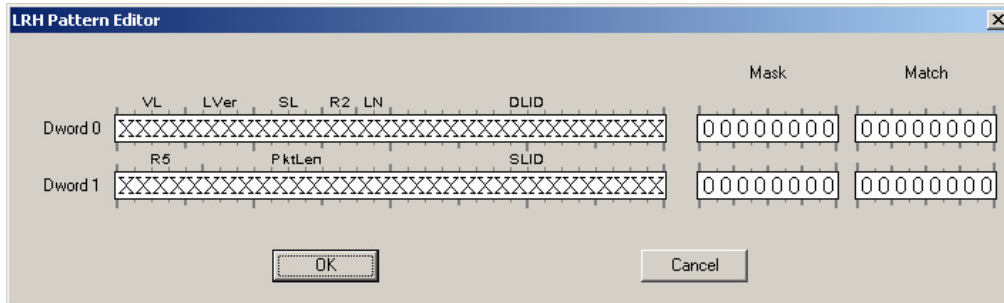 LRH Pattern Editor
Mask Match
VL LVer SL R2 LN DLID
Dword 0 XXXXXXXXXXXXXXXXXXXXXXXXXXXXXXXX 00000000 00000000
R5 PktLen SLID
Dword 1 XXXXXXXXXXXXXXXXXXXXXXXXXXXXXXXX 00000000 00000000
OK Cancel